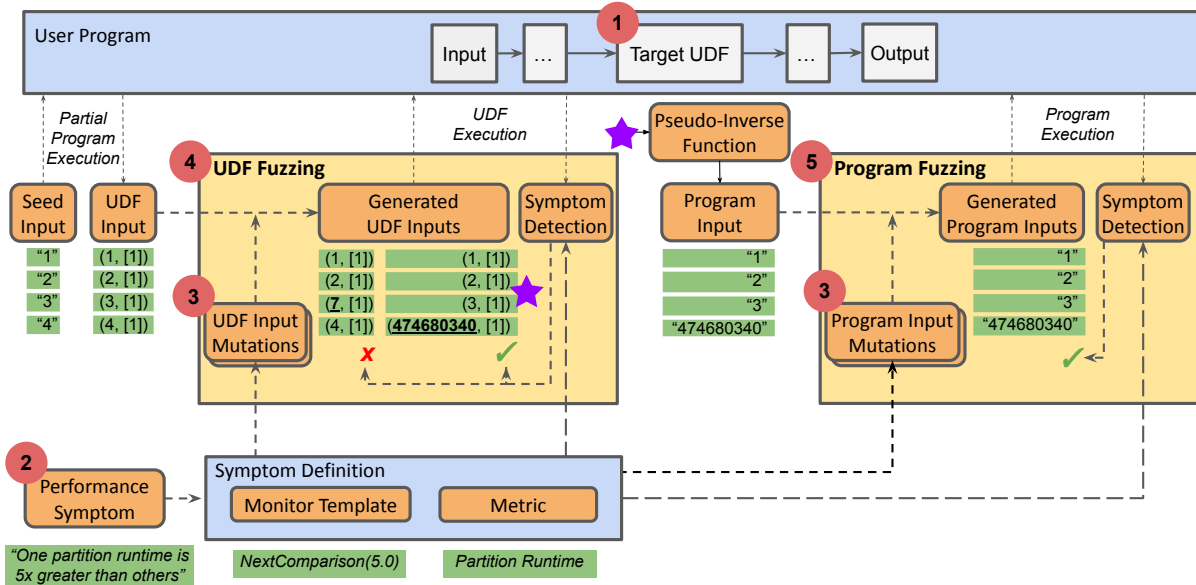 1
User Program
Input
...
Target UDF
...
Output
Partial
Program
Execution
UDF
Execution
Pseudo-Inverse
Function
Program
Execution
4
UDF Fuzzing
5
Program Fuzzing
Seed
Input
UDF
Input
Generated
UDF Inputs
Symptom
Detection
Program
Input
Generated
Program Inputs
Symptom
Detection
“1”
“2”
“3”
“4”
(1, [1])
(2, [1])
(3, [1])
(4, [1])
(1, [1])
(2, [1])
(7, [1])
(4, [1])
x
(1, [1])
(2, [1])
(3, [1])
(474680340, [1])
✓
3
UDF Input
Mutations
“1”
“2”
“3”
“474680340”
3
Program Input
Mutations
“1”
“2”
“3”
“474680340”
✓
2
Performance
Symptom
Symptom Definition
Monitor Template
Metric
“One partition runtime is
5x greater than others”
NextComparison(5.0)
Partition Runtime